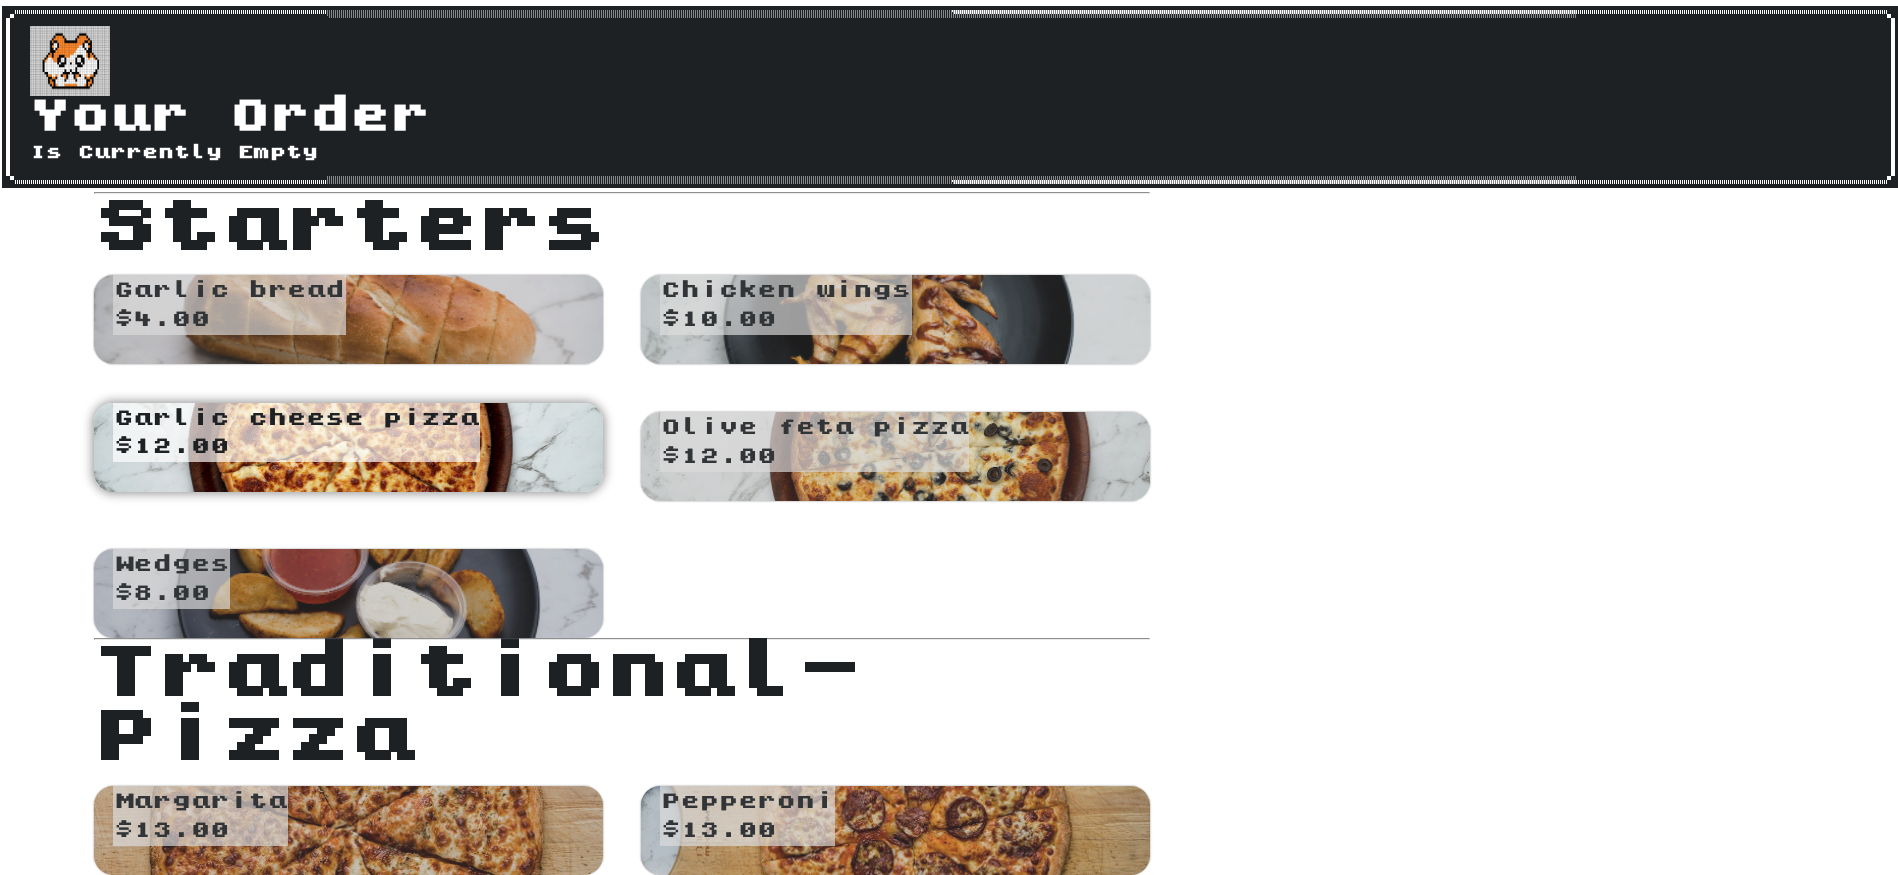 Your Order
Is Currently Empty
Starters
Garlic bread
$4.00
Chicken wings
$10.00
Garlic cheese pizza
$12.00
Olive feta pizza
$12.00
Wedges
$8.00
Traditional-
Pizza
Margarita
$13.00
Pepperoni
$13.00